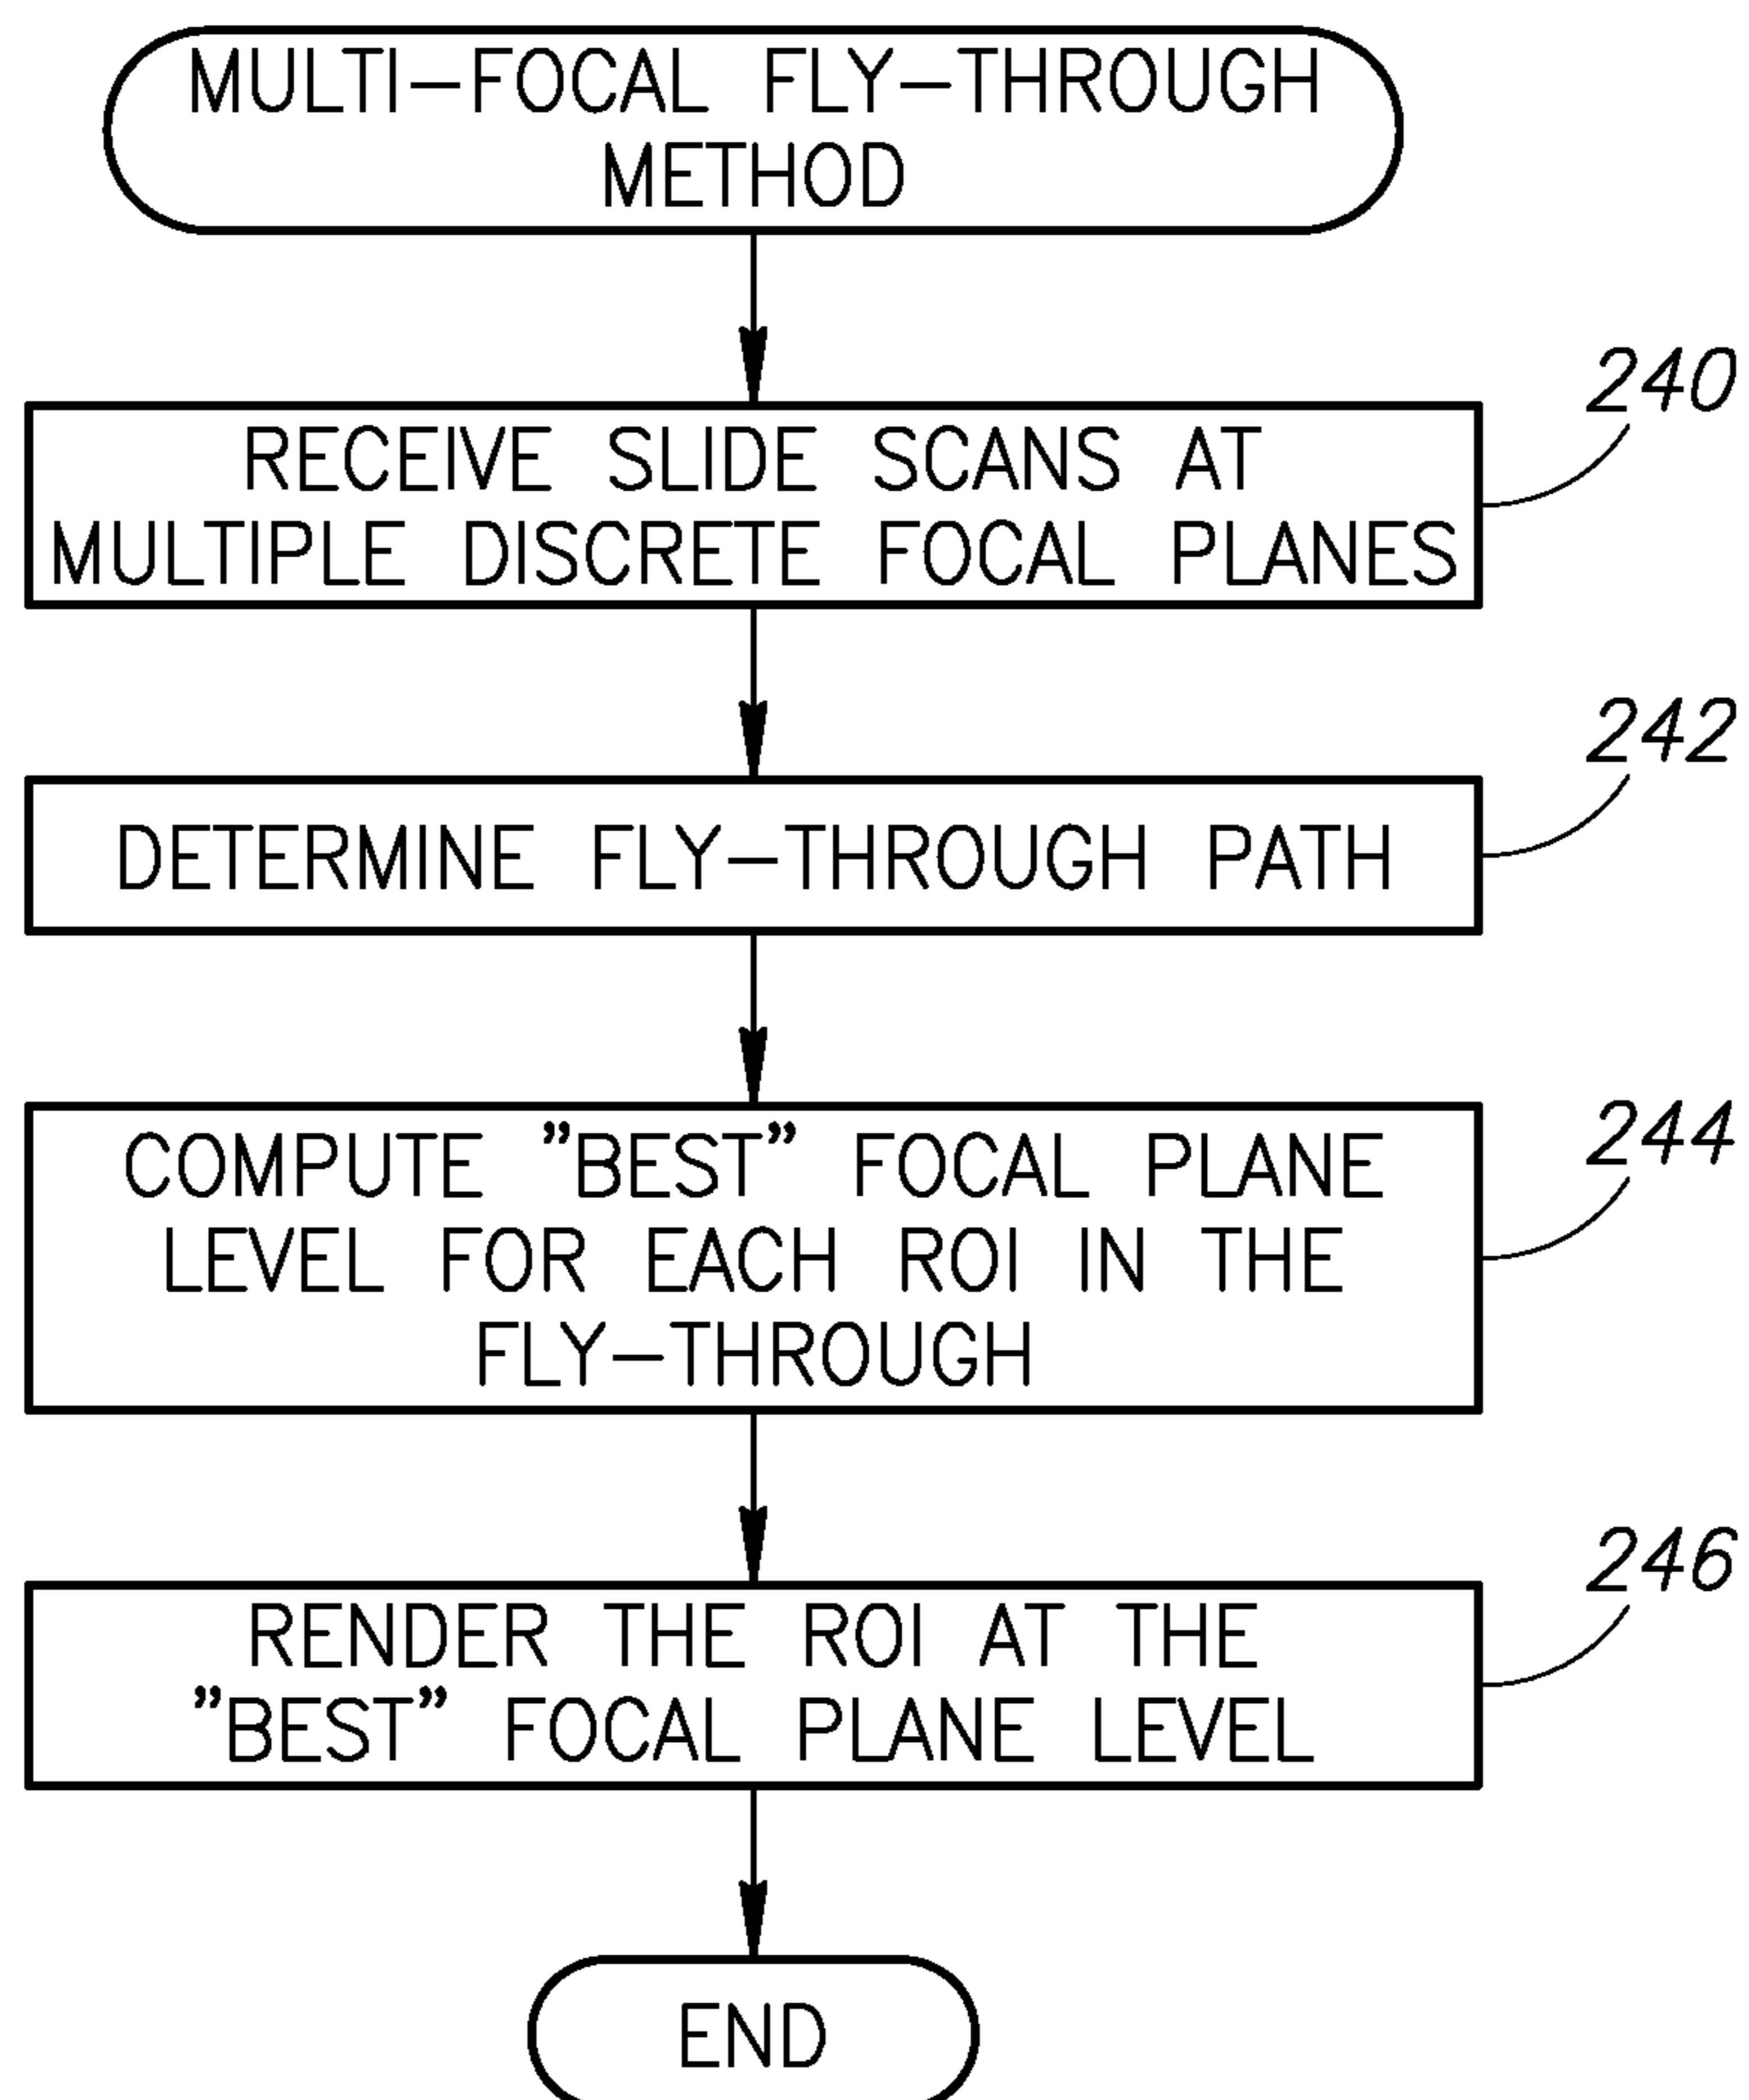 MULTI-FOCAL FLY-THROUGH
METHOD
240
RECEIVE SLIDE SCANS AT
MULTIPLE DISCRETE FOCAL PLANES
242
DETERMINE FLY-THROUGH PATH
244
COMPUTE "BEST" FOCAL PLANE
LEVEL FOR EACH ROI IN THE
FLY-THROUGH
246
RENDER THE ROI AT THE
"BEST" FOCAL PLANE LEVEL
END